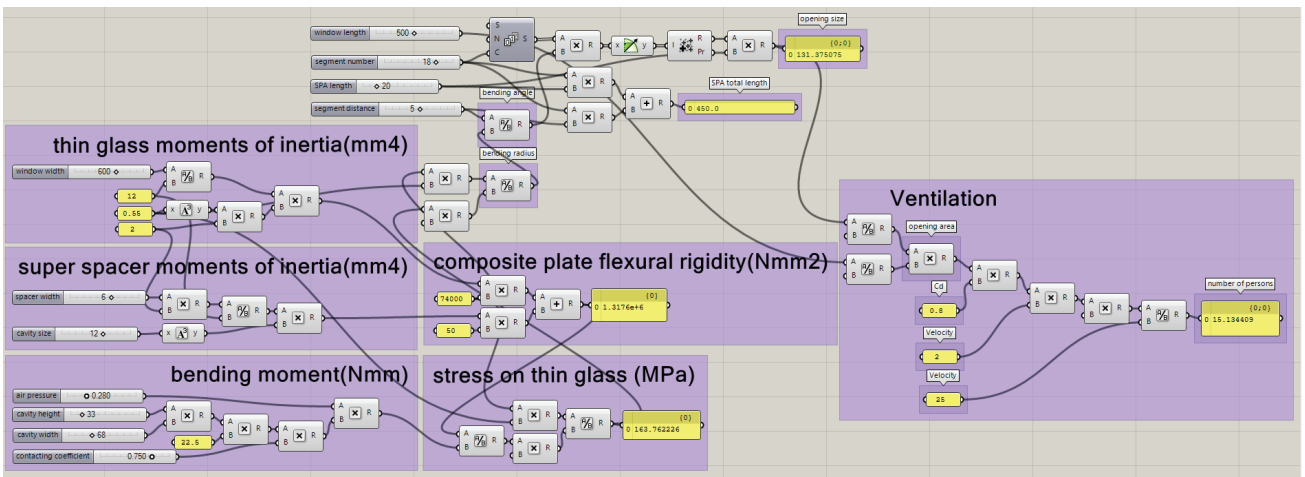 opening size
window length 500
S
N
C
S
A
B
R
x y
I
R
Pr
A
B
R
{0;0}
0 131.375075
segment number 18
SPA length 20
A
B
R
SPA total length
segment distance 5
bending angle
A
B
R
A
B
R
0 450.0
A
B
A/B
R
thin glass moments of inertia(mm4)
bending radius
window width 600
A
B
A/B
R
A
B
R
A
B
A/B
R
12
0.55
2
x A³ y
A
B
R
A
B
R
A
B
R
Ventilation
A
B
A/B
R
opening area
super spacer moments of inertia(mm4)
composite plate flexural rigidity(Nmm2)
A
B
A/B
R
A
B
R
A
B
R
spacer width 6
A
B
R
A
B
A/B
R
A
B
R
74000
A
B
R
A
B
R
{0}
0 1.3176e+6
Cd
0.8
A
B
R
A
B
R
A
B
A/B
R
number of persons
{0;0}
0 15.134409
cavity size 12
x A³ y
50
A
B
R
Velocity
2
bending moment(Nmm)
stress on thin glass (MPa)
Velocity
25
air pressure 0.280
cavity height 33
A
B
R
A
B
R
A
B
R
A
B
A/B
R
{0}
0 163.762226
cavity width 68
22.5
A
B
R
A
B
R
A
B
A/B
R
A
B
R
contacting coefficient 0.750